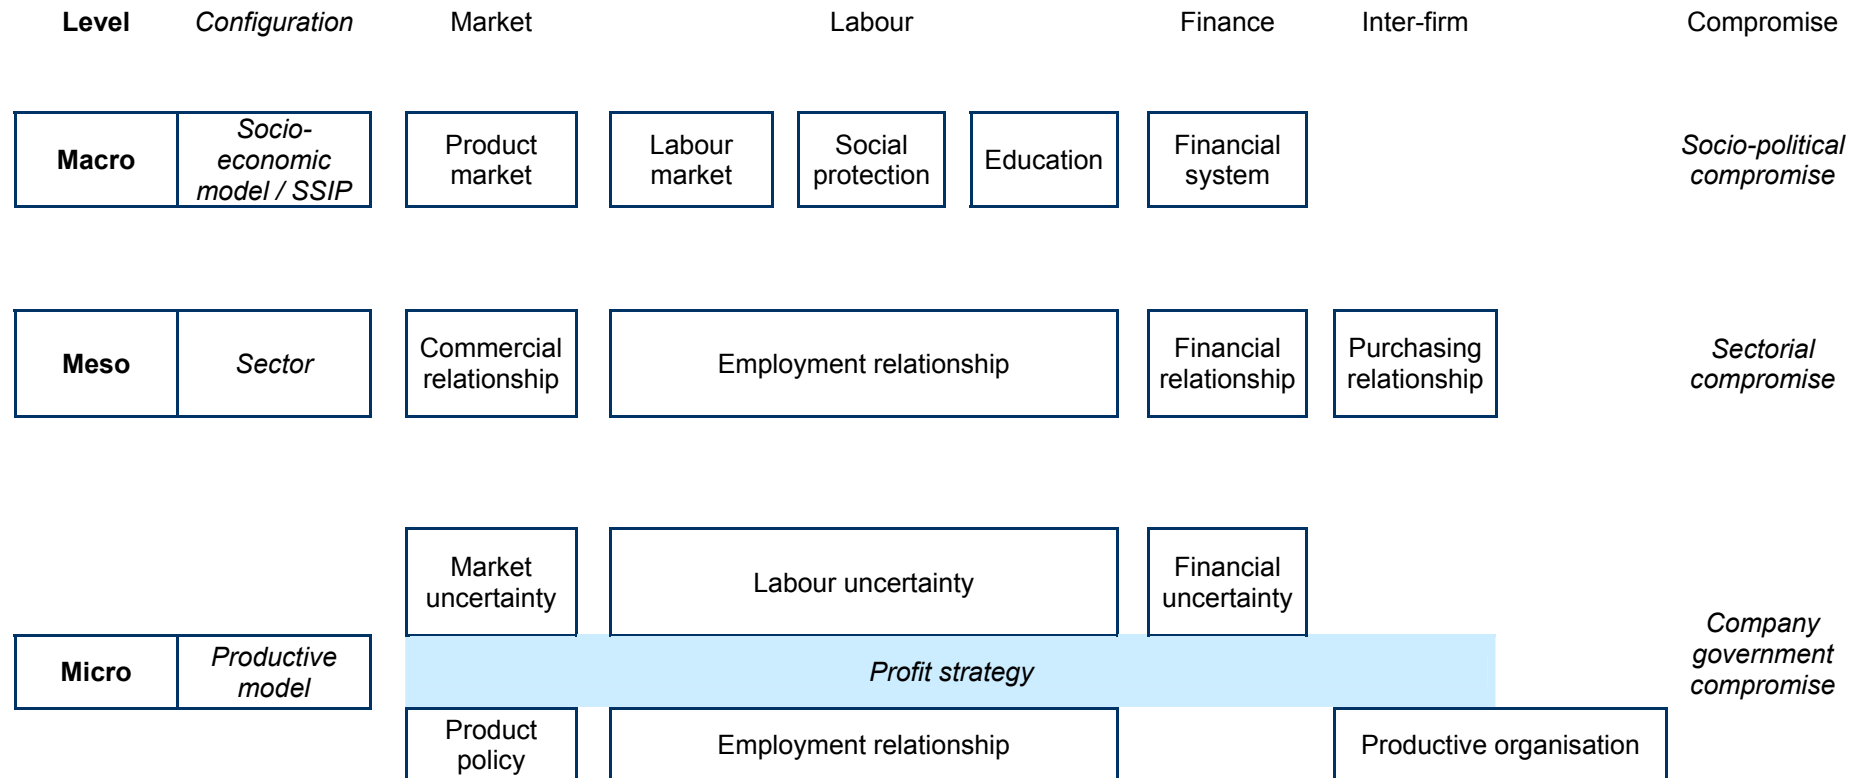 Level Configuration Market Labour Finance Inter-firm Compromise
Macro
Socio-
economic
model / SSIP
Product
market
Labour
market
Social
protection
Education
Financial
system
Socio-political
compromise
Meso
Sector
Commercial
relationship
Employment relationship
Financial
relationship
Purchasing
relationship
Sectorial
compromise
Market
uncertainty
Labour uncertainty
Financial
uncertainty
Micro
Productive
model
Profit strategy
Company
government
compromise
Product
policy
Employment relationship
Productive organisation